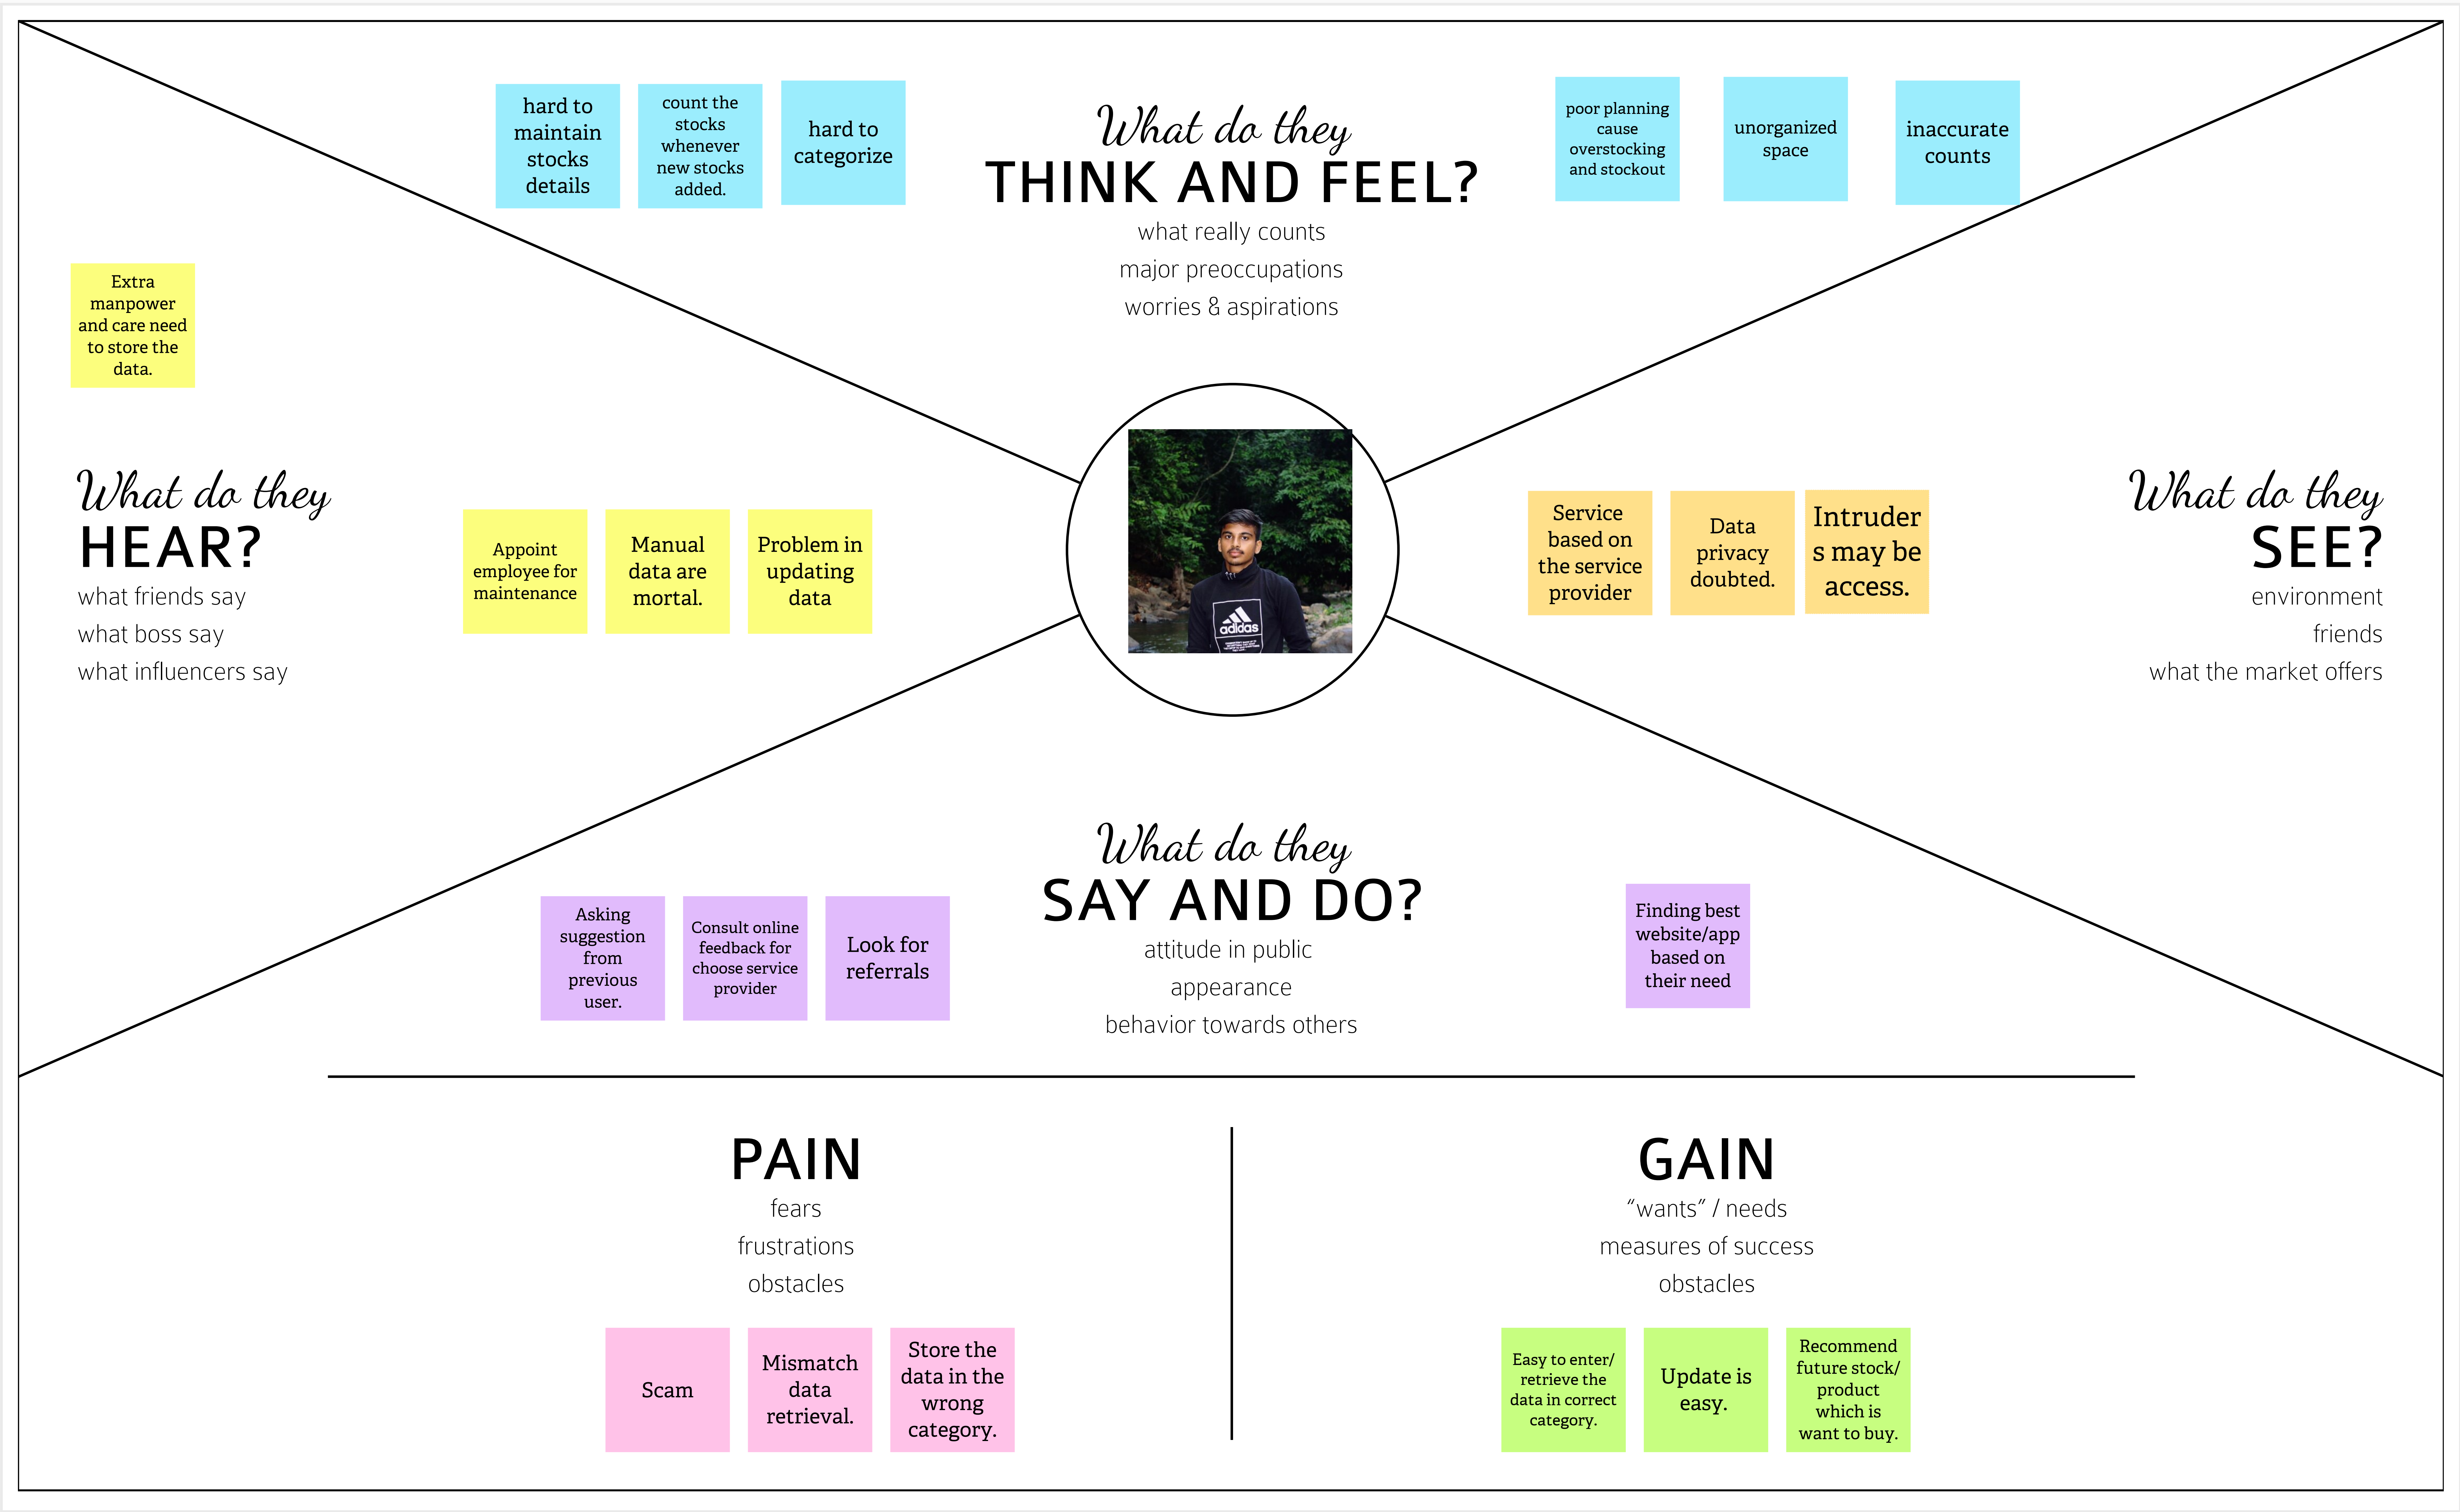 hard to
maintain
stocks
details
count the
stocks
whenever
new stocks
added.
hard to
categorize
What do they
THINK AND FEEL?
what really counts
major preoccupations
worries & aspirations
poor planning
cause
overstocking
and stockout
unorganized
space
inaccurate
counts
Extra
manpower
and care need
to store the
data.
What do they
HEAR?
what friends say
what boss say
what influencers say
Appoint
employee for
maintenance
Manual
data are
mortal.
Problem in
updating
data
adidas
Service
based on
the service
provider
Data
privacy
doubted.
Intruder
s may be
access.
What do they
SEE?
environment
friends
what the market offers
Asking
suggestion
from
previous
user.
Consult online
feedback for
choose service
provider
Look for
referrals
What do they
SAY AND DO?
attitude in public
appearance
behavior towards others
Finding best
website/app
based on
their need
PAIN
fears
frustrations
obstacles
Scam
Mismatch
data
retrieval.
Store the
data in the
wrong
category.
GAIN
“wants” / needs
measures of success
obstacles
Easy to enter/
retrieve the
data in correct
category.
Update is
easy.
Recommend
future stock/
product
which is
want to buy.